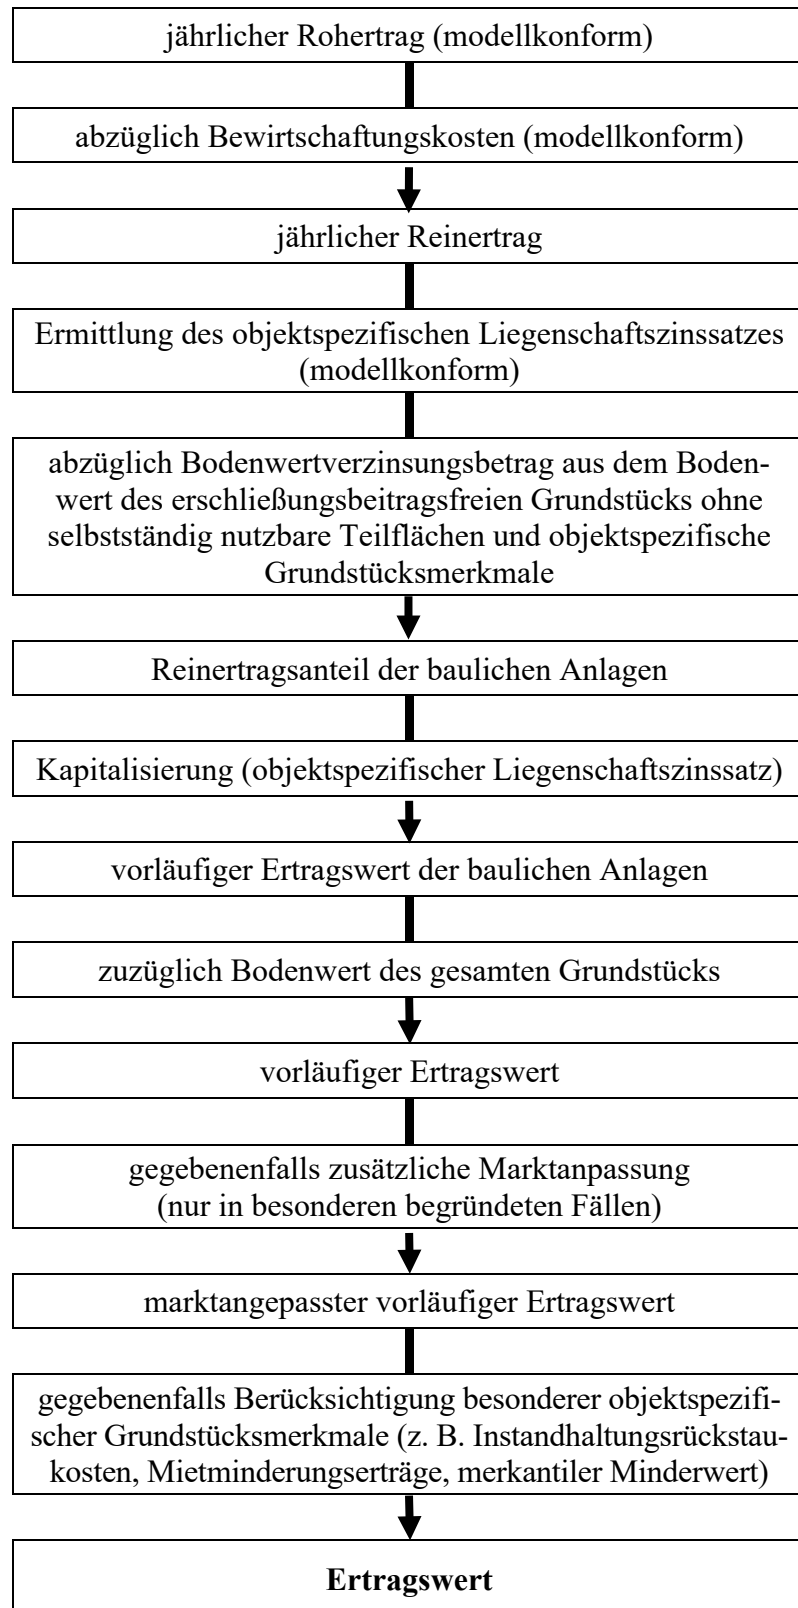 jährlicher Rohertrag (modellkonform)
abzüglich Bewirtschaftungskosten (modellkonform)
jährlicher Reinertrag
Ermittlung des objektspezifischen Liegenschaftszinssatzes
(modellkonform)
abzüglich Bodenwertverzinsungsbetrag aus dem Boden-
wert des erschließungsbeitragsfreien Grundstücks ohne
selbstständig nutzbare Teilflächen und objektspezifische
Grundstücksmerkmale
Reinertragsanteil der baulichen Anlagen
Kapitalisierung (objektspezifischer Liegenschaftszinssatz)
vorläufiger Ertragswert der baulichen Anlagen
zuzüglich Bodenwert des gesamten Grundstücks
vorläufiger Ertragswert
gegebenenfalls zusätzliche Marktanpassung
(nur in besonderen begründeten Fällen)
marktangepasster vorläufiger Ertragswert
gegebenenfalls Berücksichtigung besonderer objektspezifi-
scher Grundstücksmerkmale (z. B. Instandhaltungsrückstau-
kosten, Mietminderungserträge, merkantiler Minderwert)
Ertragswert